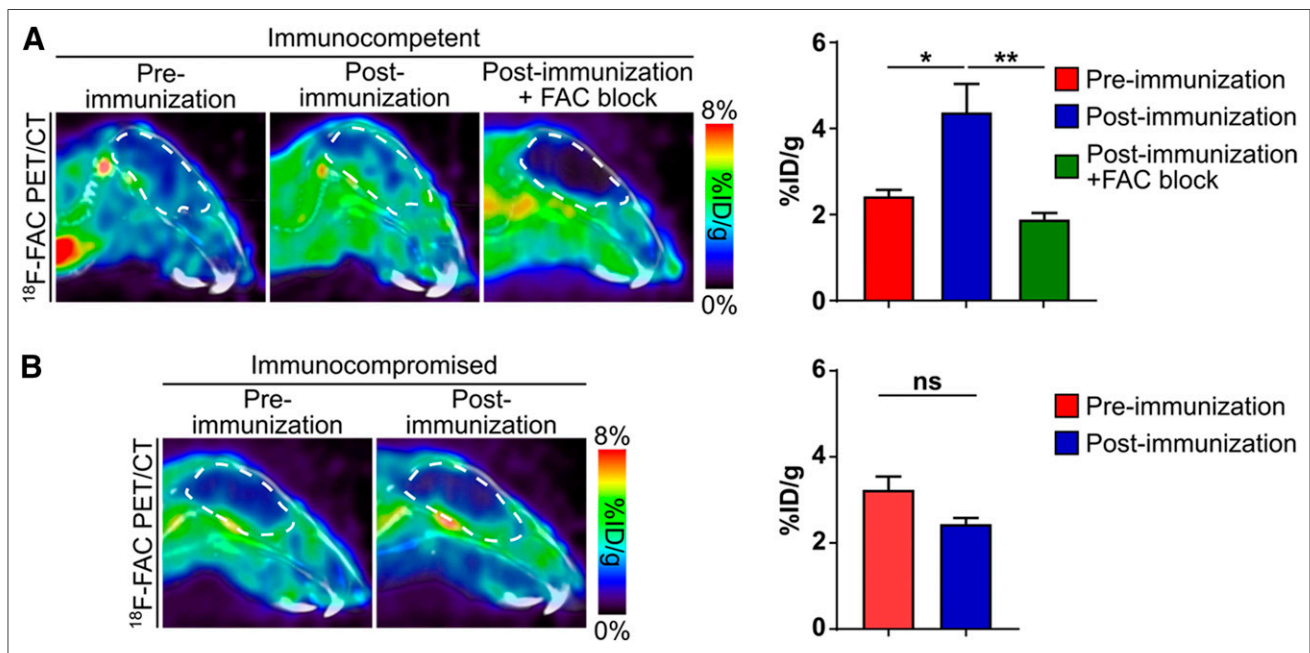 A
Immunocompetent
Pre-
immunization
Post-
immunization
Post-immunization
+ FAC block
¹⁸F-FAC PET/CT
8%
%ID/g
0%
6
4
2
0
%ID/g
*
**
Pre-immunization
Post-immunization
Post-immunization
+FAC block
B
Immunocompromised
Pre-
immunization
Post-
immunization
¹⁸F-FAC PET/CT
8%
%ID/g
0%
6
4
2
0
%ID/g
ns
Pre-immunization
Post-immunization